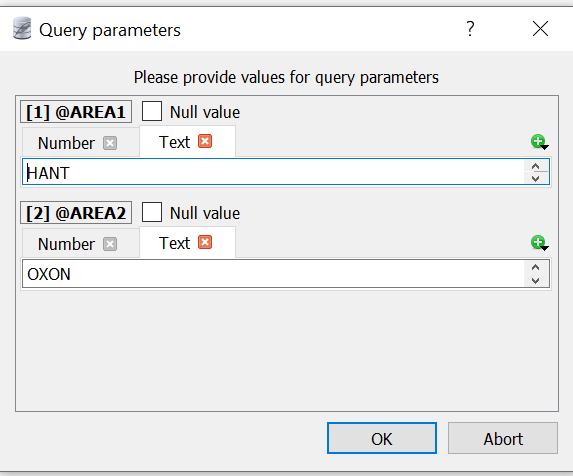 Query parameters ?
Please provide values for query parameters
[1] @AREA1 Null value
Number Text
HANT
[2] @AREA2 Null value
Number Text
OXON
OK Abort